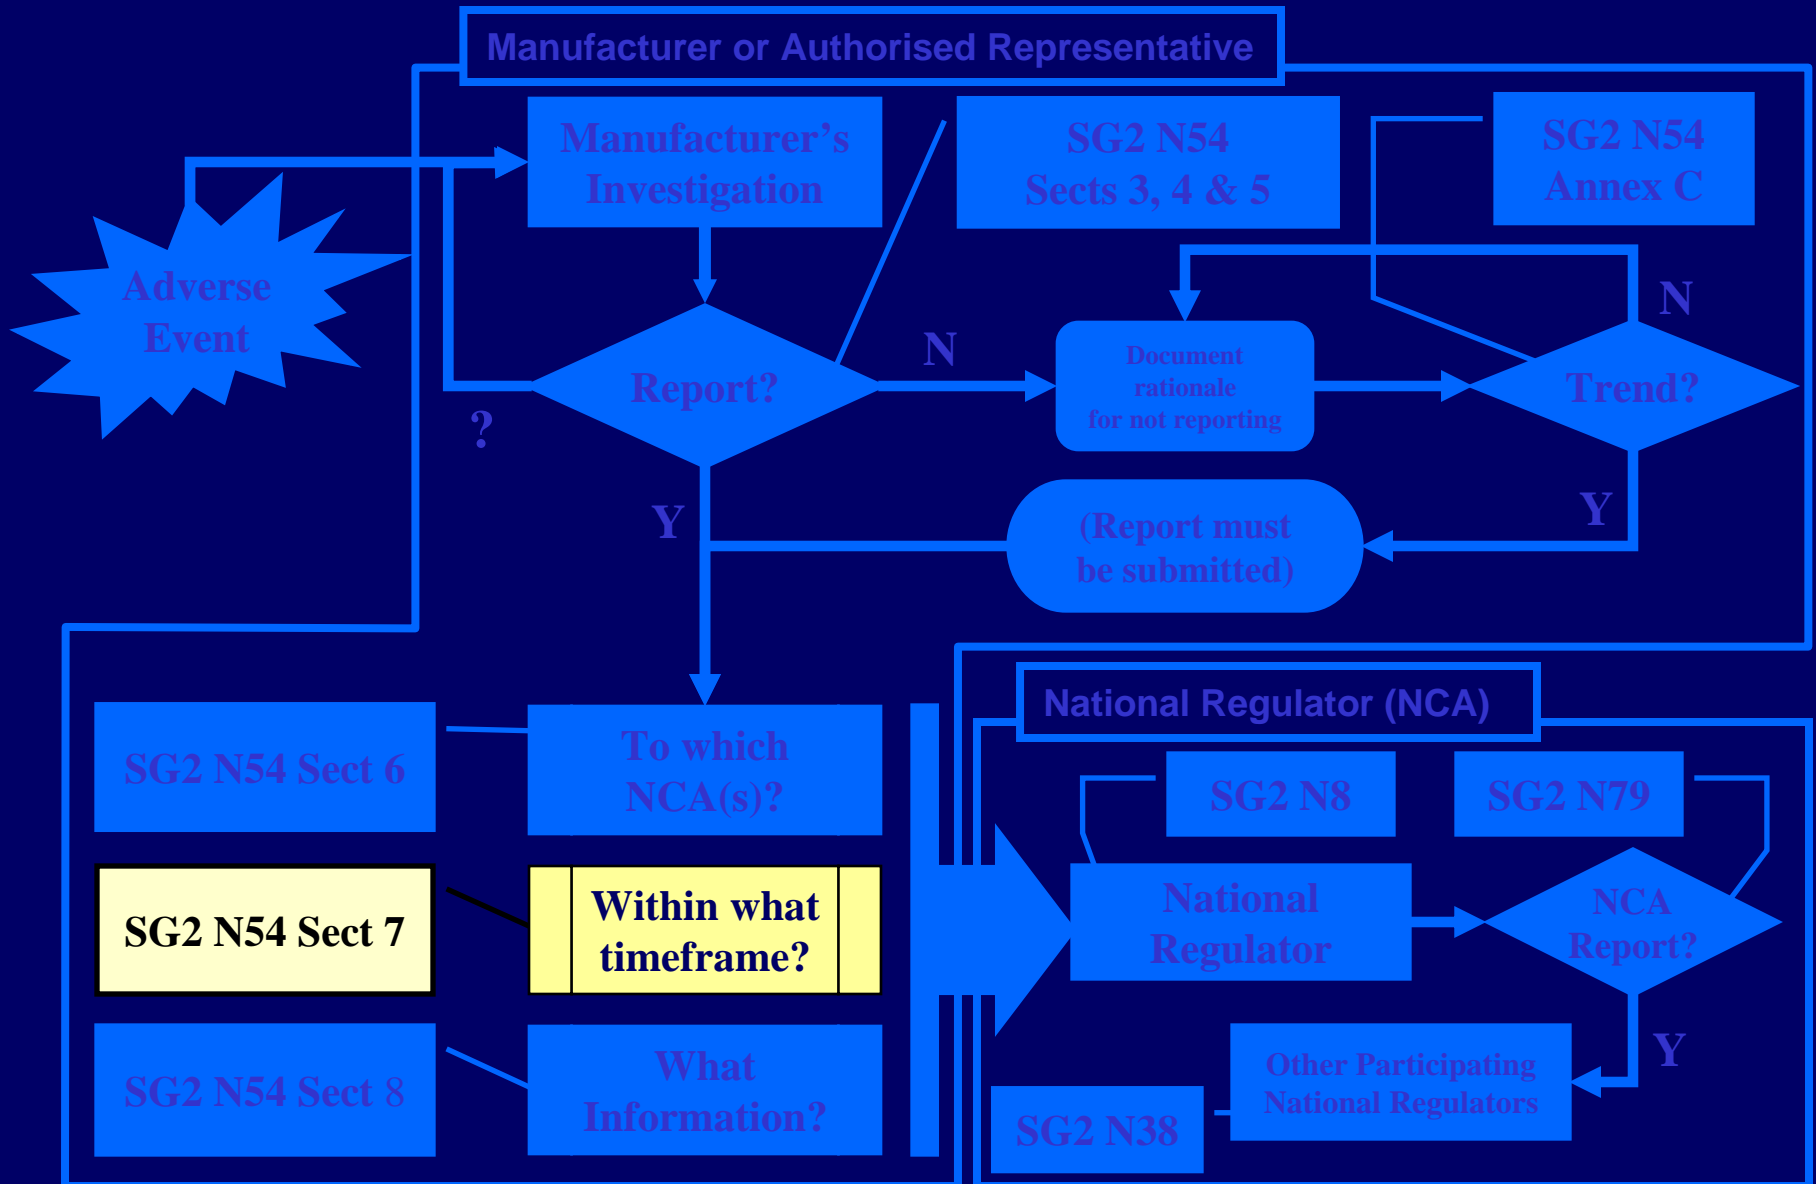 Manufacturer or Authorised Representative
Manufacturer's
Investigation
SG2 N54
Sects 3, 4 & 5
SG2 N54
Annex C
Adverse
Event
Report?
?
N
Document
rationale
for not reporting
Trend?
N
Y
Y
(Report must
be submitted)
SG2 N54 Sect 6
To which
NCA(s)?
SG2 N54 Sect 7
Within what
timeframe?
SG2 N54 Sect 8
What
Information?
National Regulator (NCA)
SG2 N8
SG2 N79
National
Regulator
NCA
Report?
Y
Other Participating
National Regulators
SG2 N38